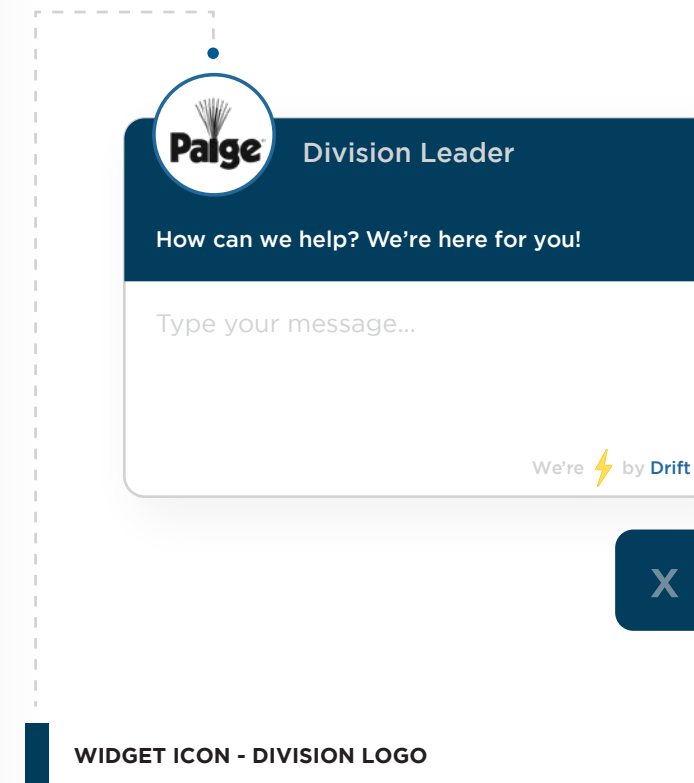 Paige
Division Leader
How can we help? We’re here for you!
Type your message...
We’re ⚡ by Drift
X
WIDGET ICON - DIVISION LOGO